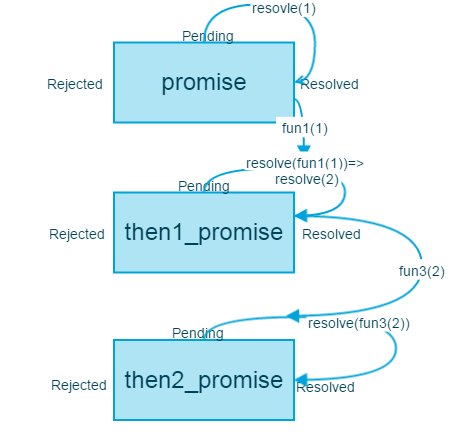 resovle(1)
Pending
Rejected
promise
Resolved
fun1(1)
resolve(fun1(1))=>
resolve(2)
Pending
Rejected
then1_promise
Resolved
fun3(2)
resolve(fun3(2))
Pending
then2_promise
Rejected
Resolved